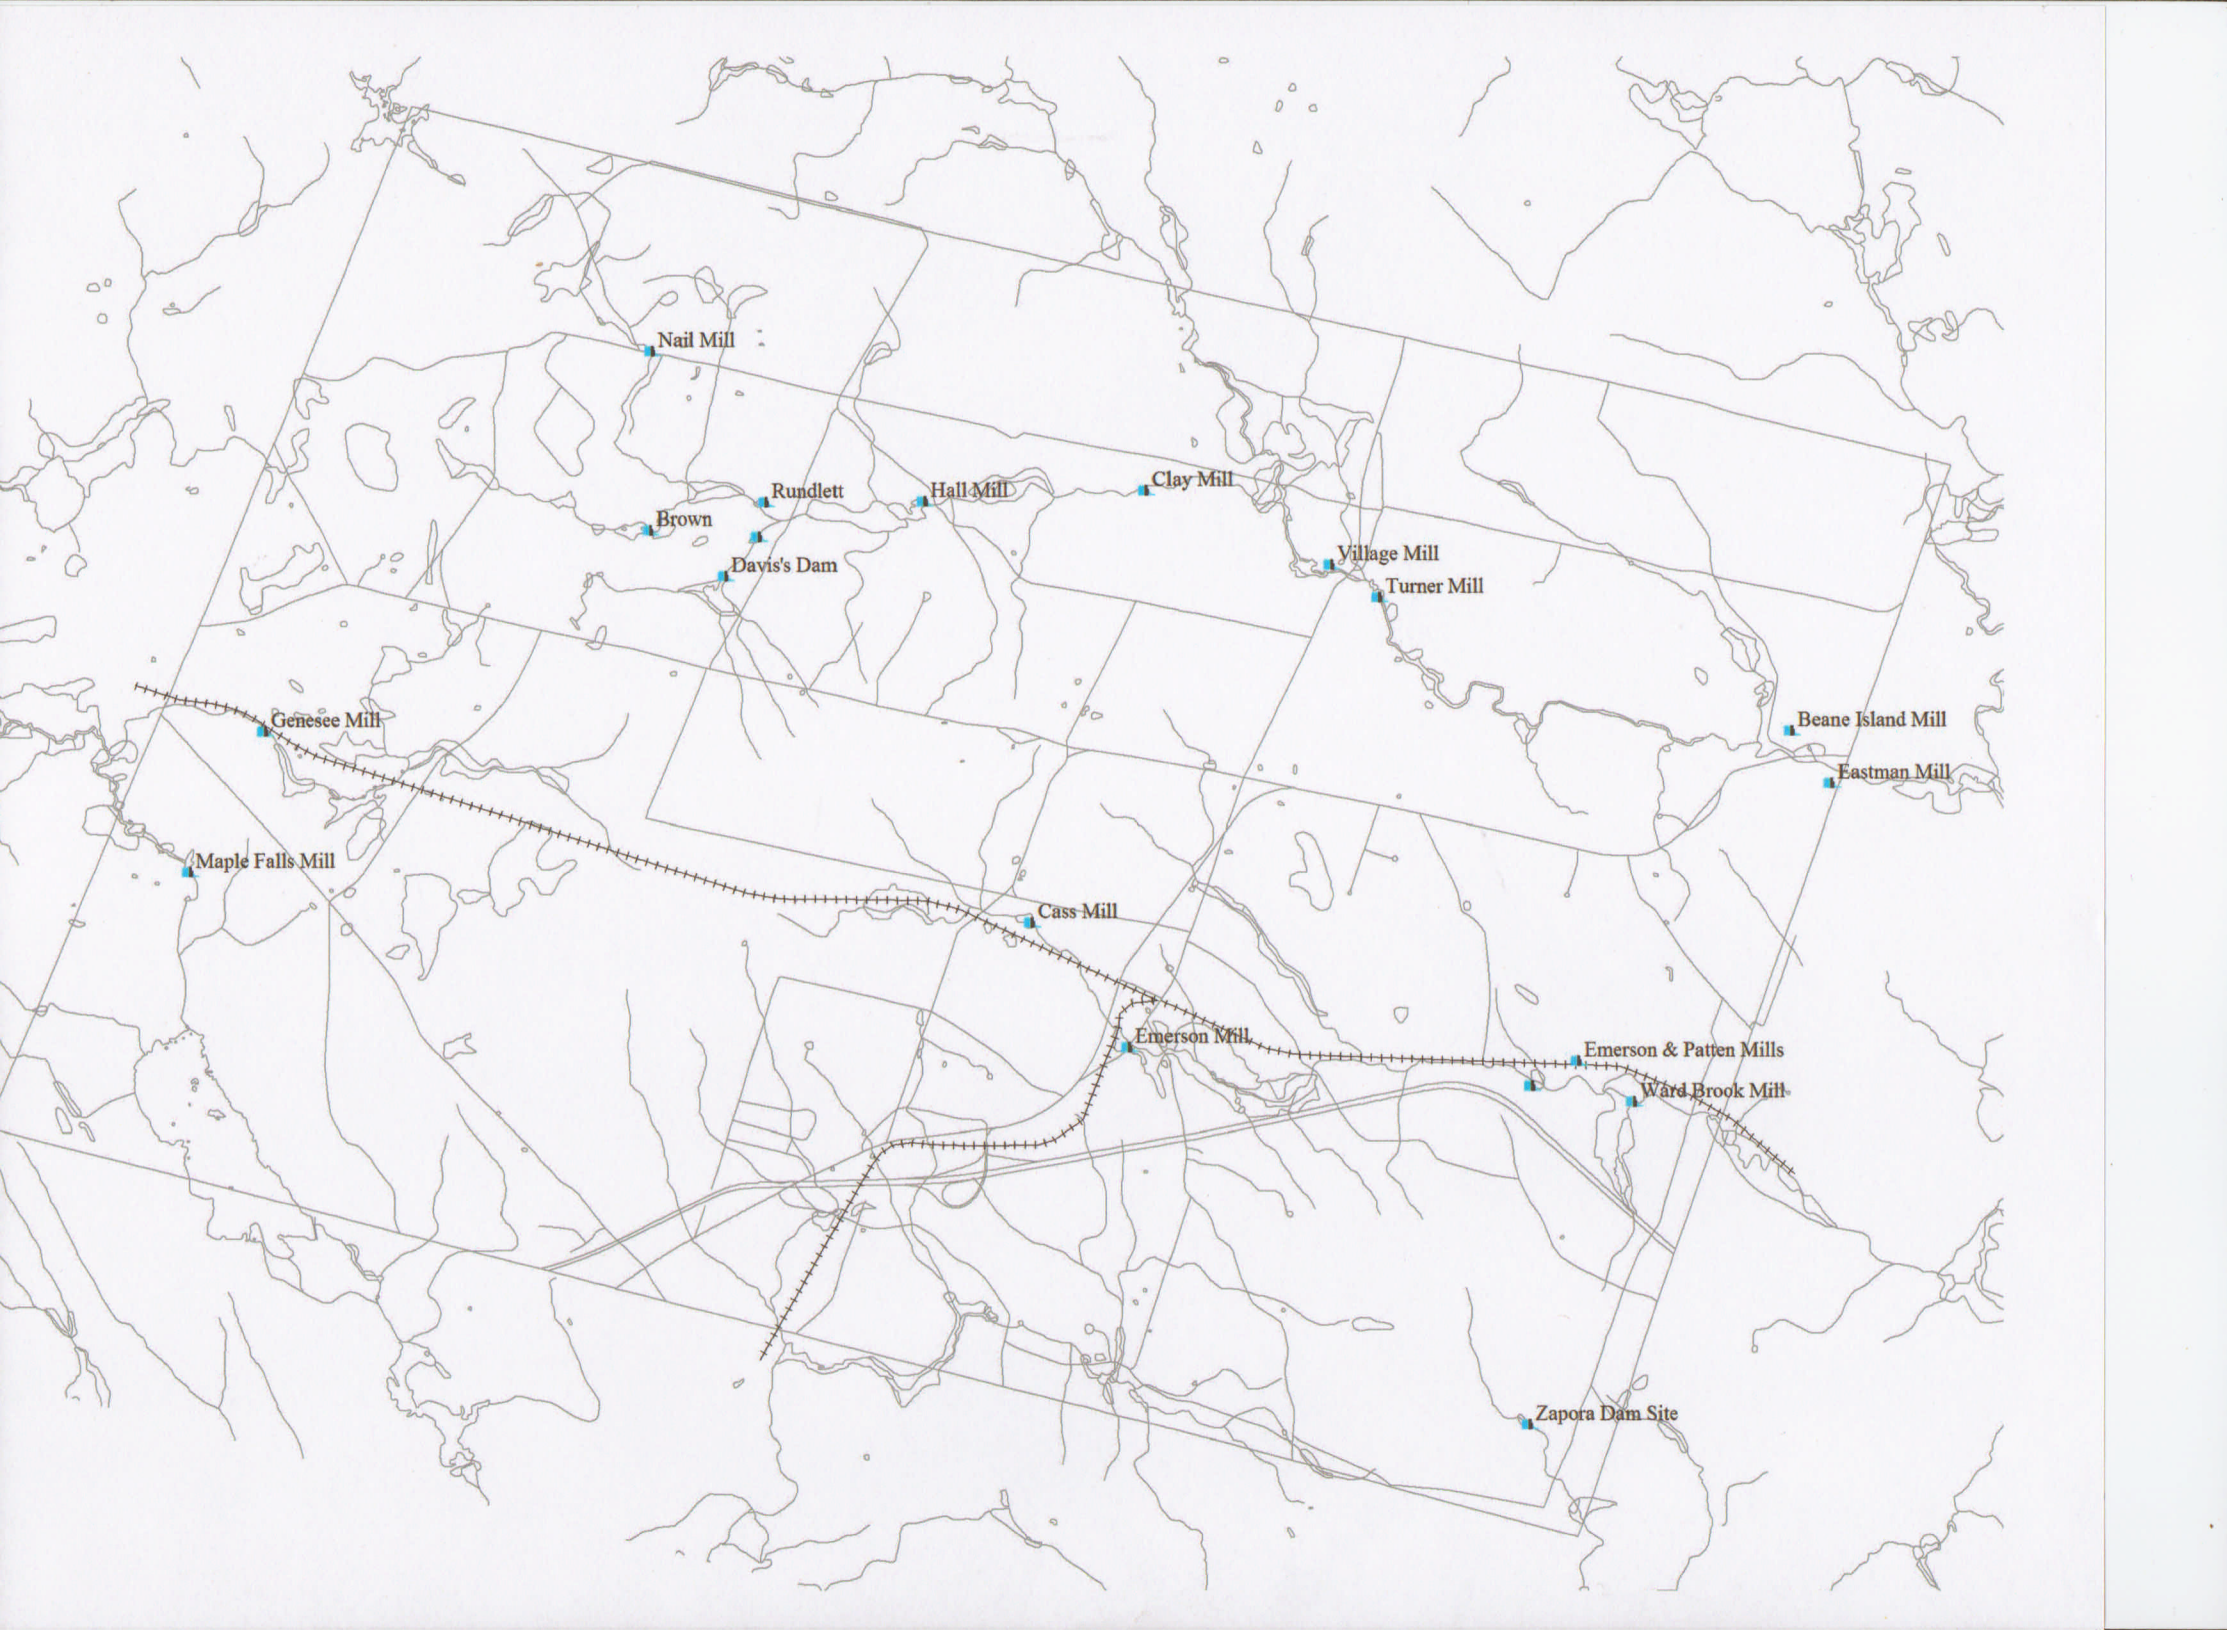 Nail Mill
Clay Mill
Rundlett
Hall Mill
Brown
Village Mill
Davis's Dam
Turner Mill
Genesee Mill
Beane Island Mill
Eastman Mill
Maple Falls Mill
Cass Mill
Emerson Mill
Emerson & Patten Mills
Ward Brook Mill
Zapora Dam Site